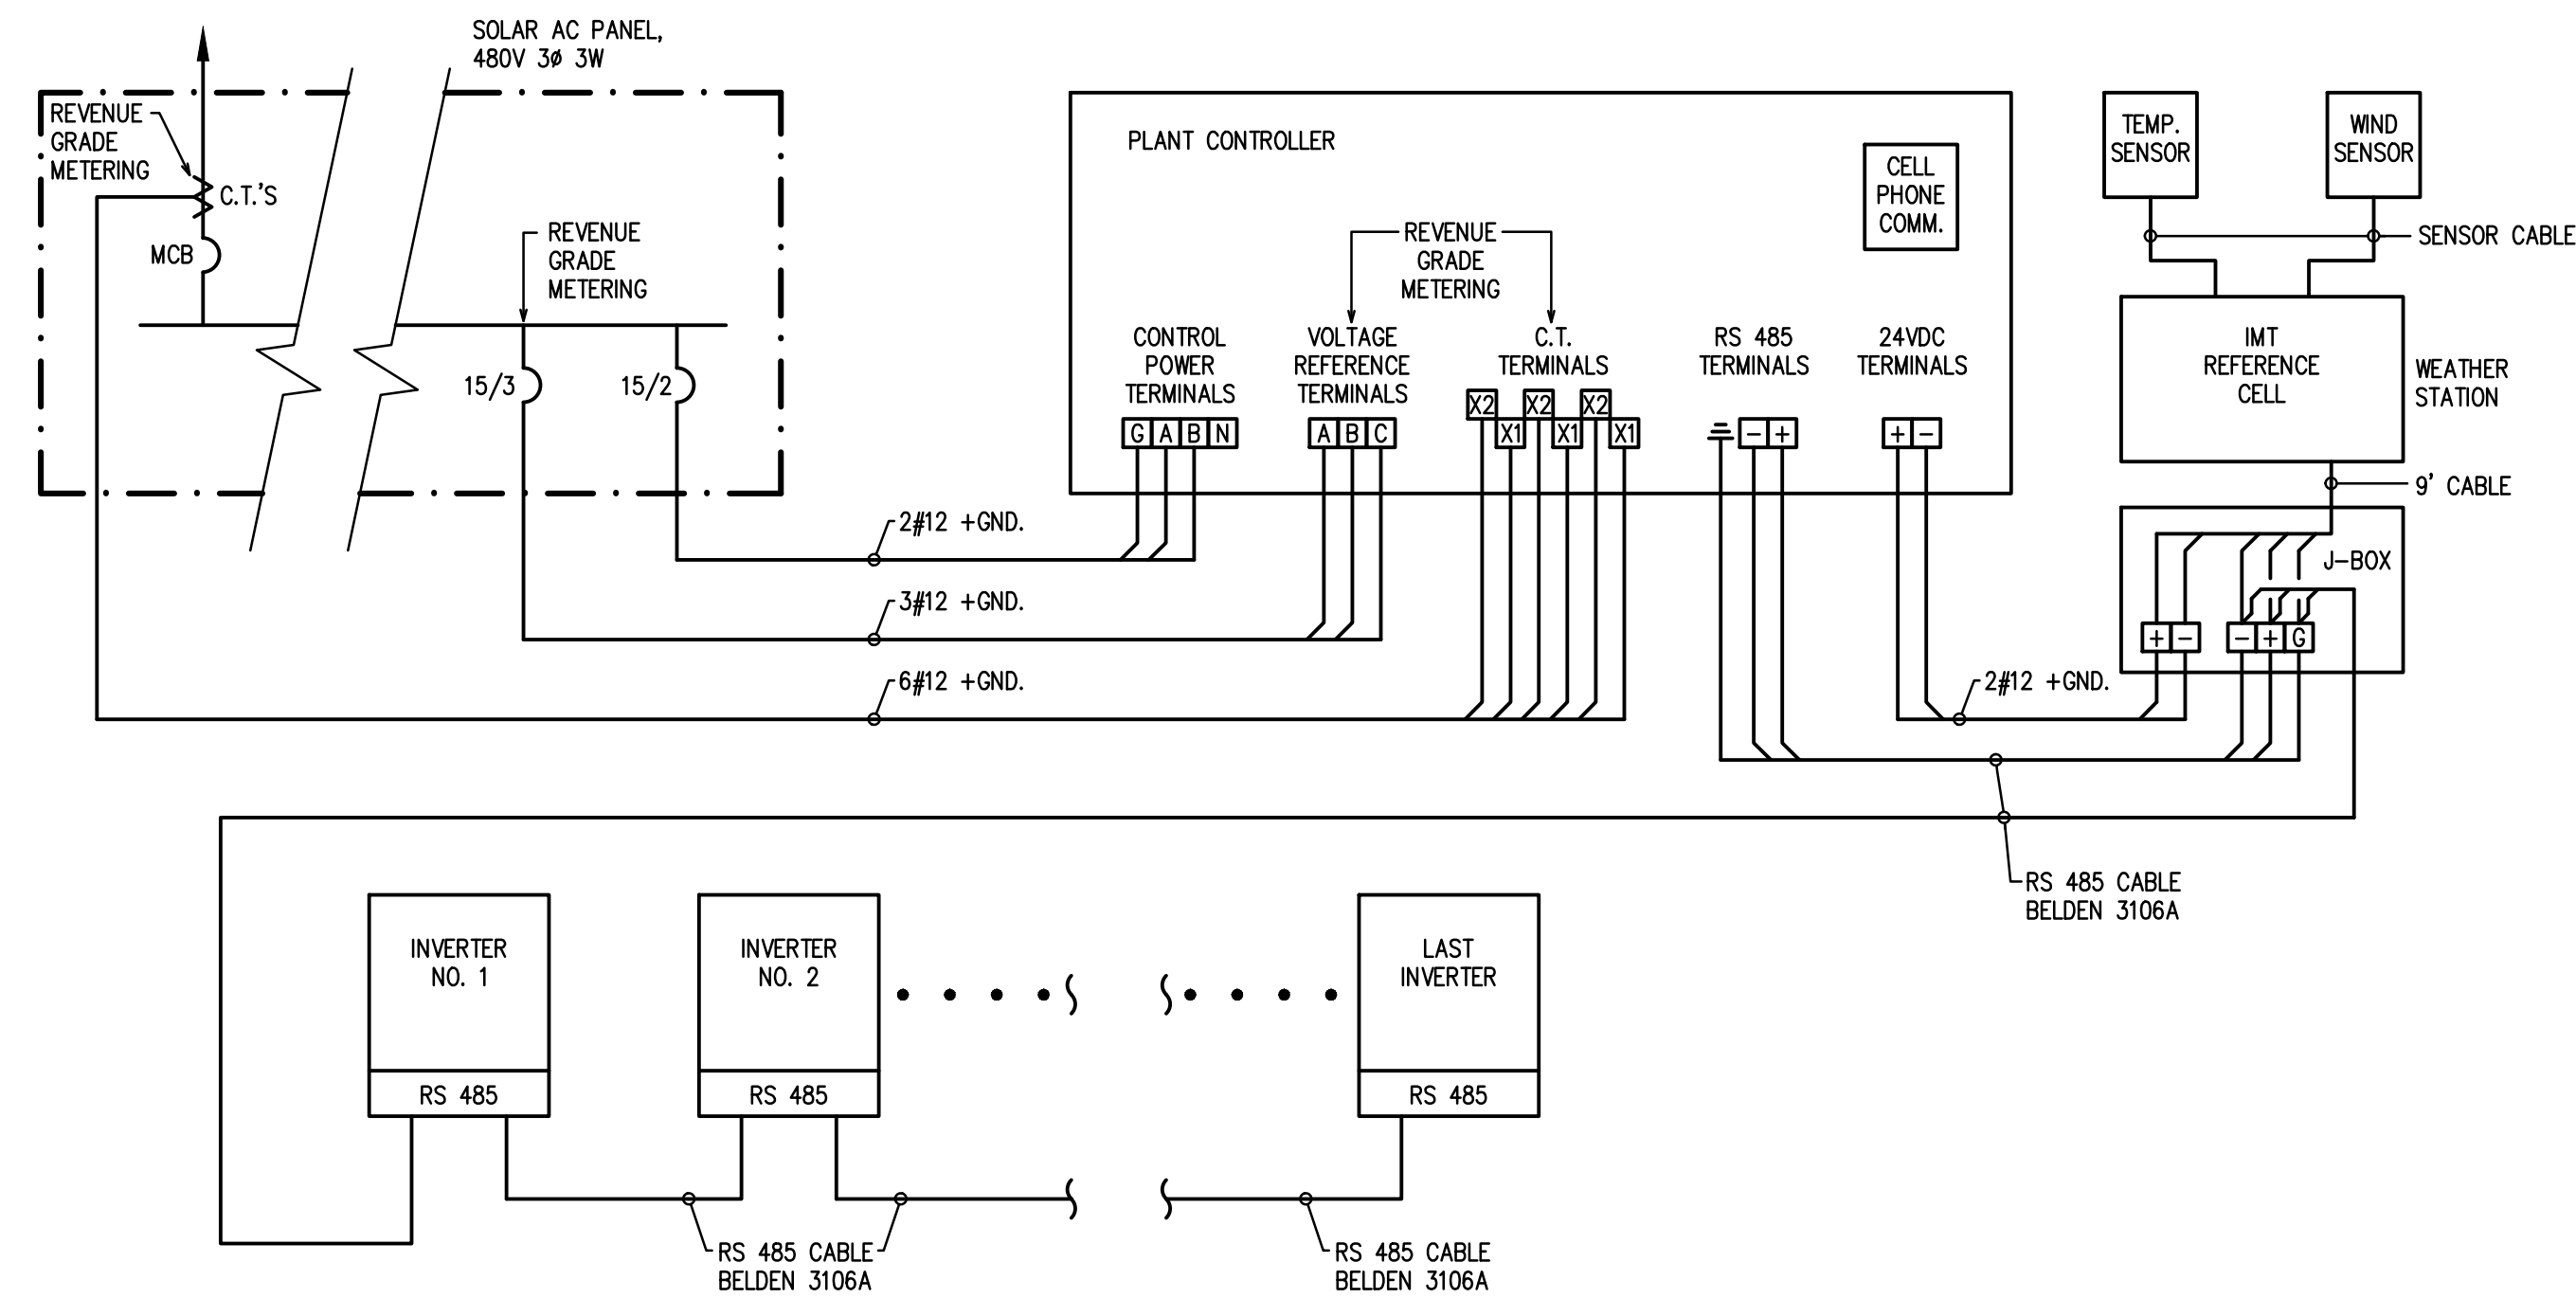 SOLAR AC PANEL,
480V 3ø 3W
REVENUE
GRADE
METERING
C.T.'S
MCB
REVENUE
GRADE
METERING
15/3
15/2
PLANT CONTROLLER
CELL
PHONE
COMM.
REVENUE
GRADE
METERING
CONTROL
POWER
TERMINALS
G A B N
VOLTAGE
REFERENCE
TERMINALS
A B C
C.T.
TERMINALS
X2 X2 X2
X1 X1 X1
RS 485
TERMINALS
- +
24VDC
TERMINALS
+ -
TEMP.
SENSOR
WIND
SENSOR
SENSOR CABLE
IMT
REFERENCE
CELL
WEATHER
STATION
9' CABLE
J-BOX
+ -
- + G
2#12 +GND.
3#12 +GND.
6#12 +GND.
2#12 +GND.
RS 485 CABLE
BELDEN 3106A
INVERTER
NO. 1
RS 485
INVERTER
NO. 2
RS 485
LAST
INVERTER
RS 485
RS 485 CABLE
BELDEN 3106A
RS 485 CABLE
BELDEN 3106A